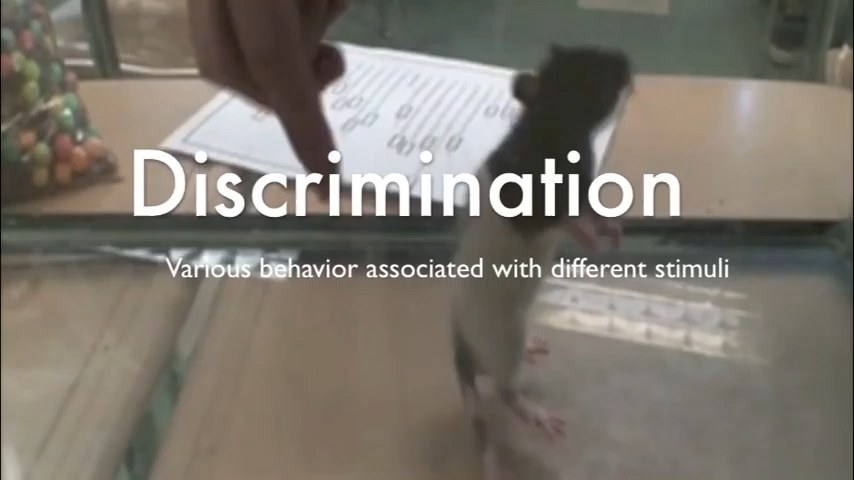 Discrimination
Various behavior associated with different stimuli